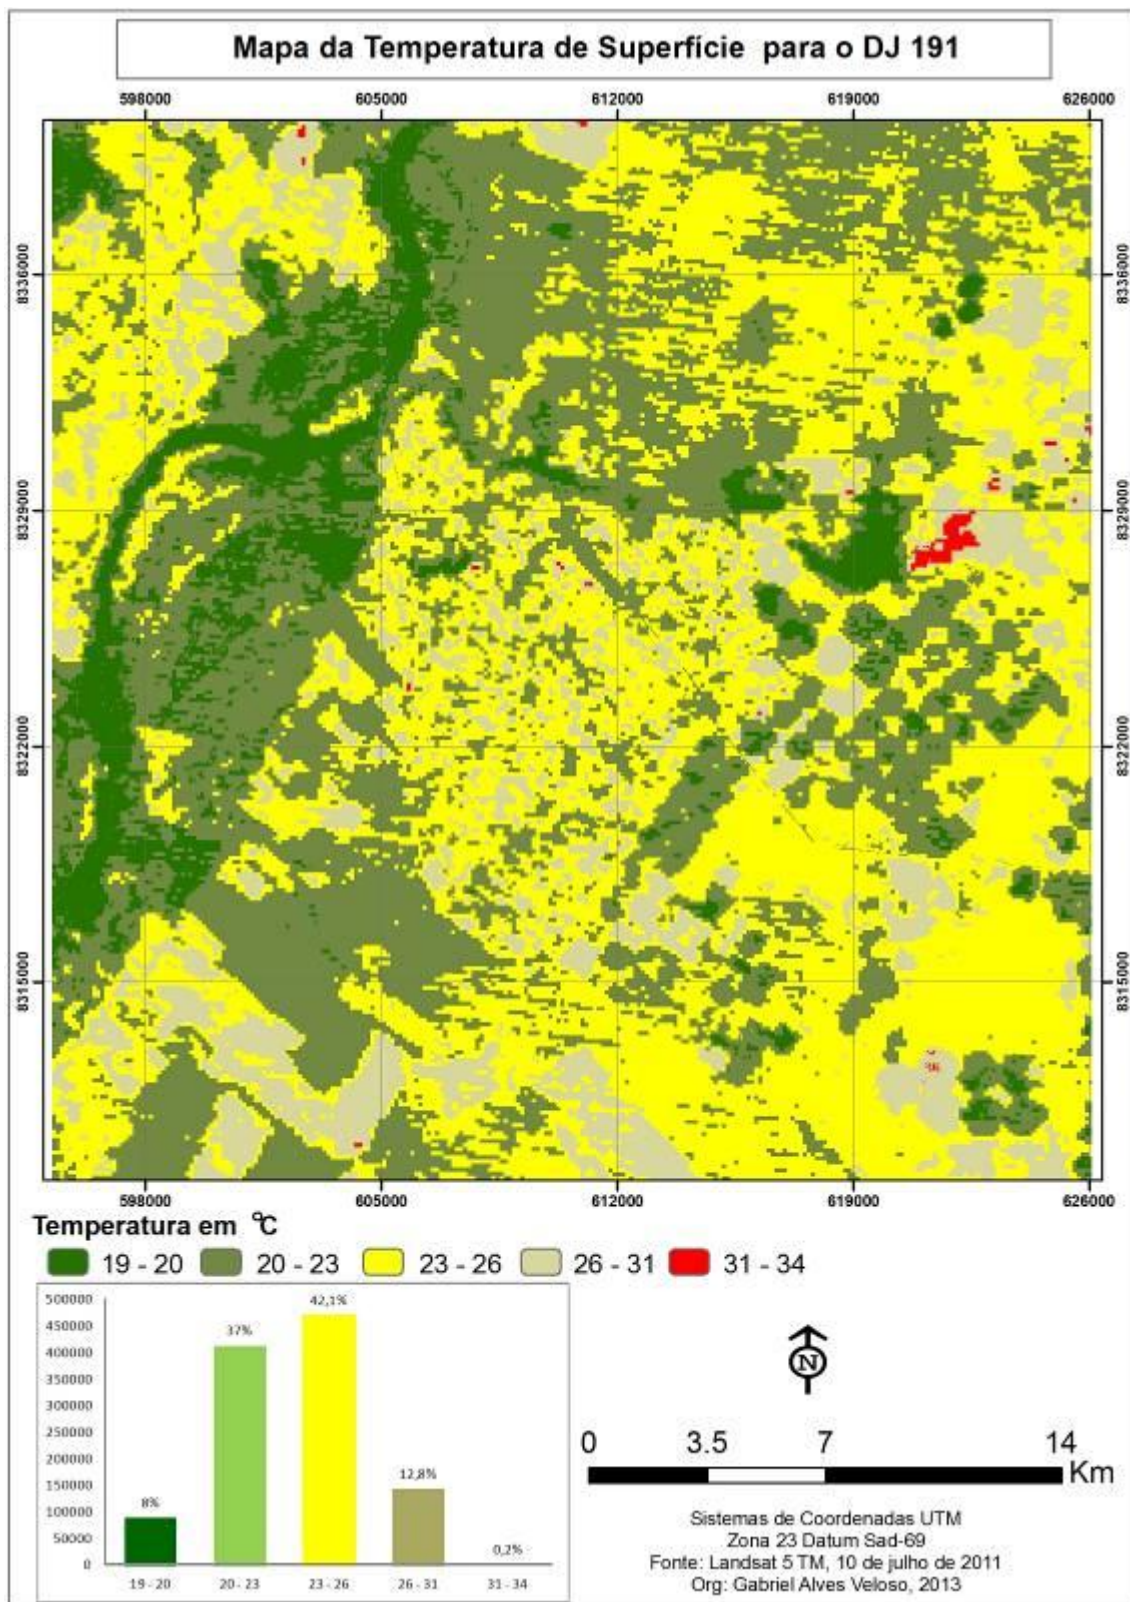 Mapa da Temperatura de Superfície para o DJ 191
598000 605000 612000 619000 626000
8336000 8336000
8329000 8329000
8322000 8322000
8315000 8315000
598000 605000 612000 619000 626000
Temperatura em °C
19 - 20 20 - 23 23 - 26 26 - 31 31 - 34
500000
450000
400000
350000
300000
250000
200000
150000
100000
50000
0
8%
37%
42,1%
12,8%
0,2%
19 - 20 20 - 23 23 - 26 26 - 31 31 - 34
N
0 3.5 7 14
Km
Sistemas de Coordenadas UTM
Zona 23 Datum Sad-69
Fonte: Landsat 5 TM, 10 de julho de 2011
Org: Gabriel Alves Veloso, 2013